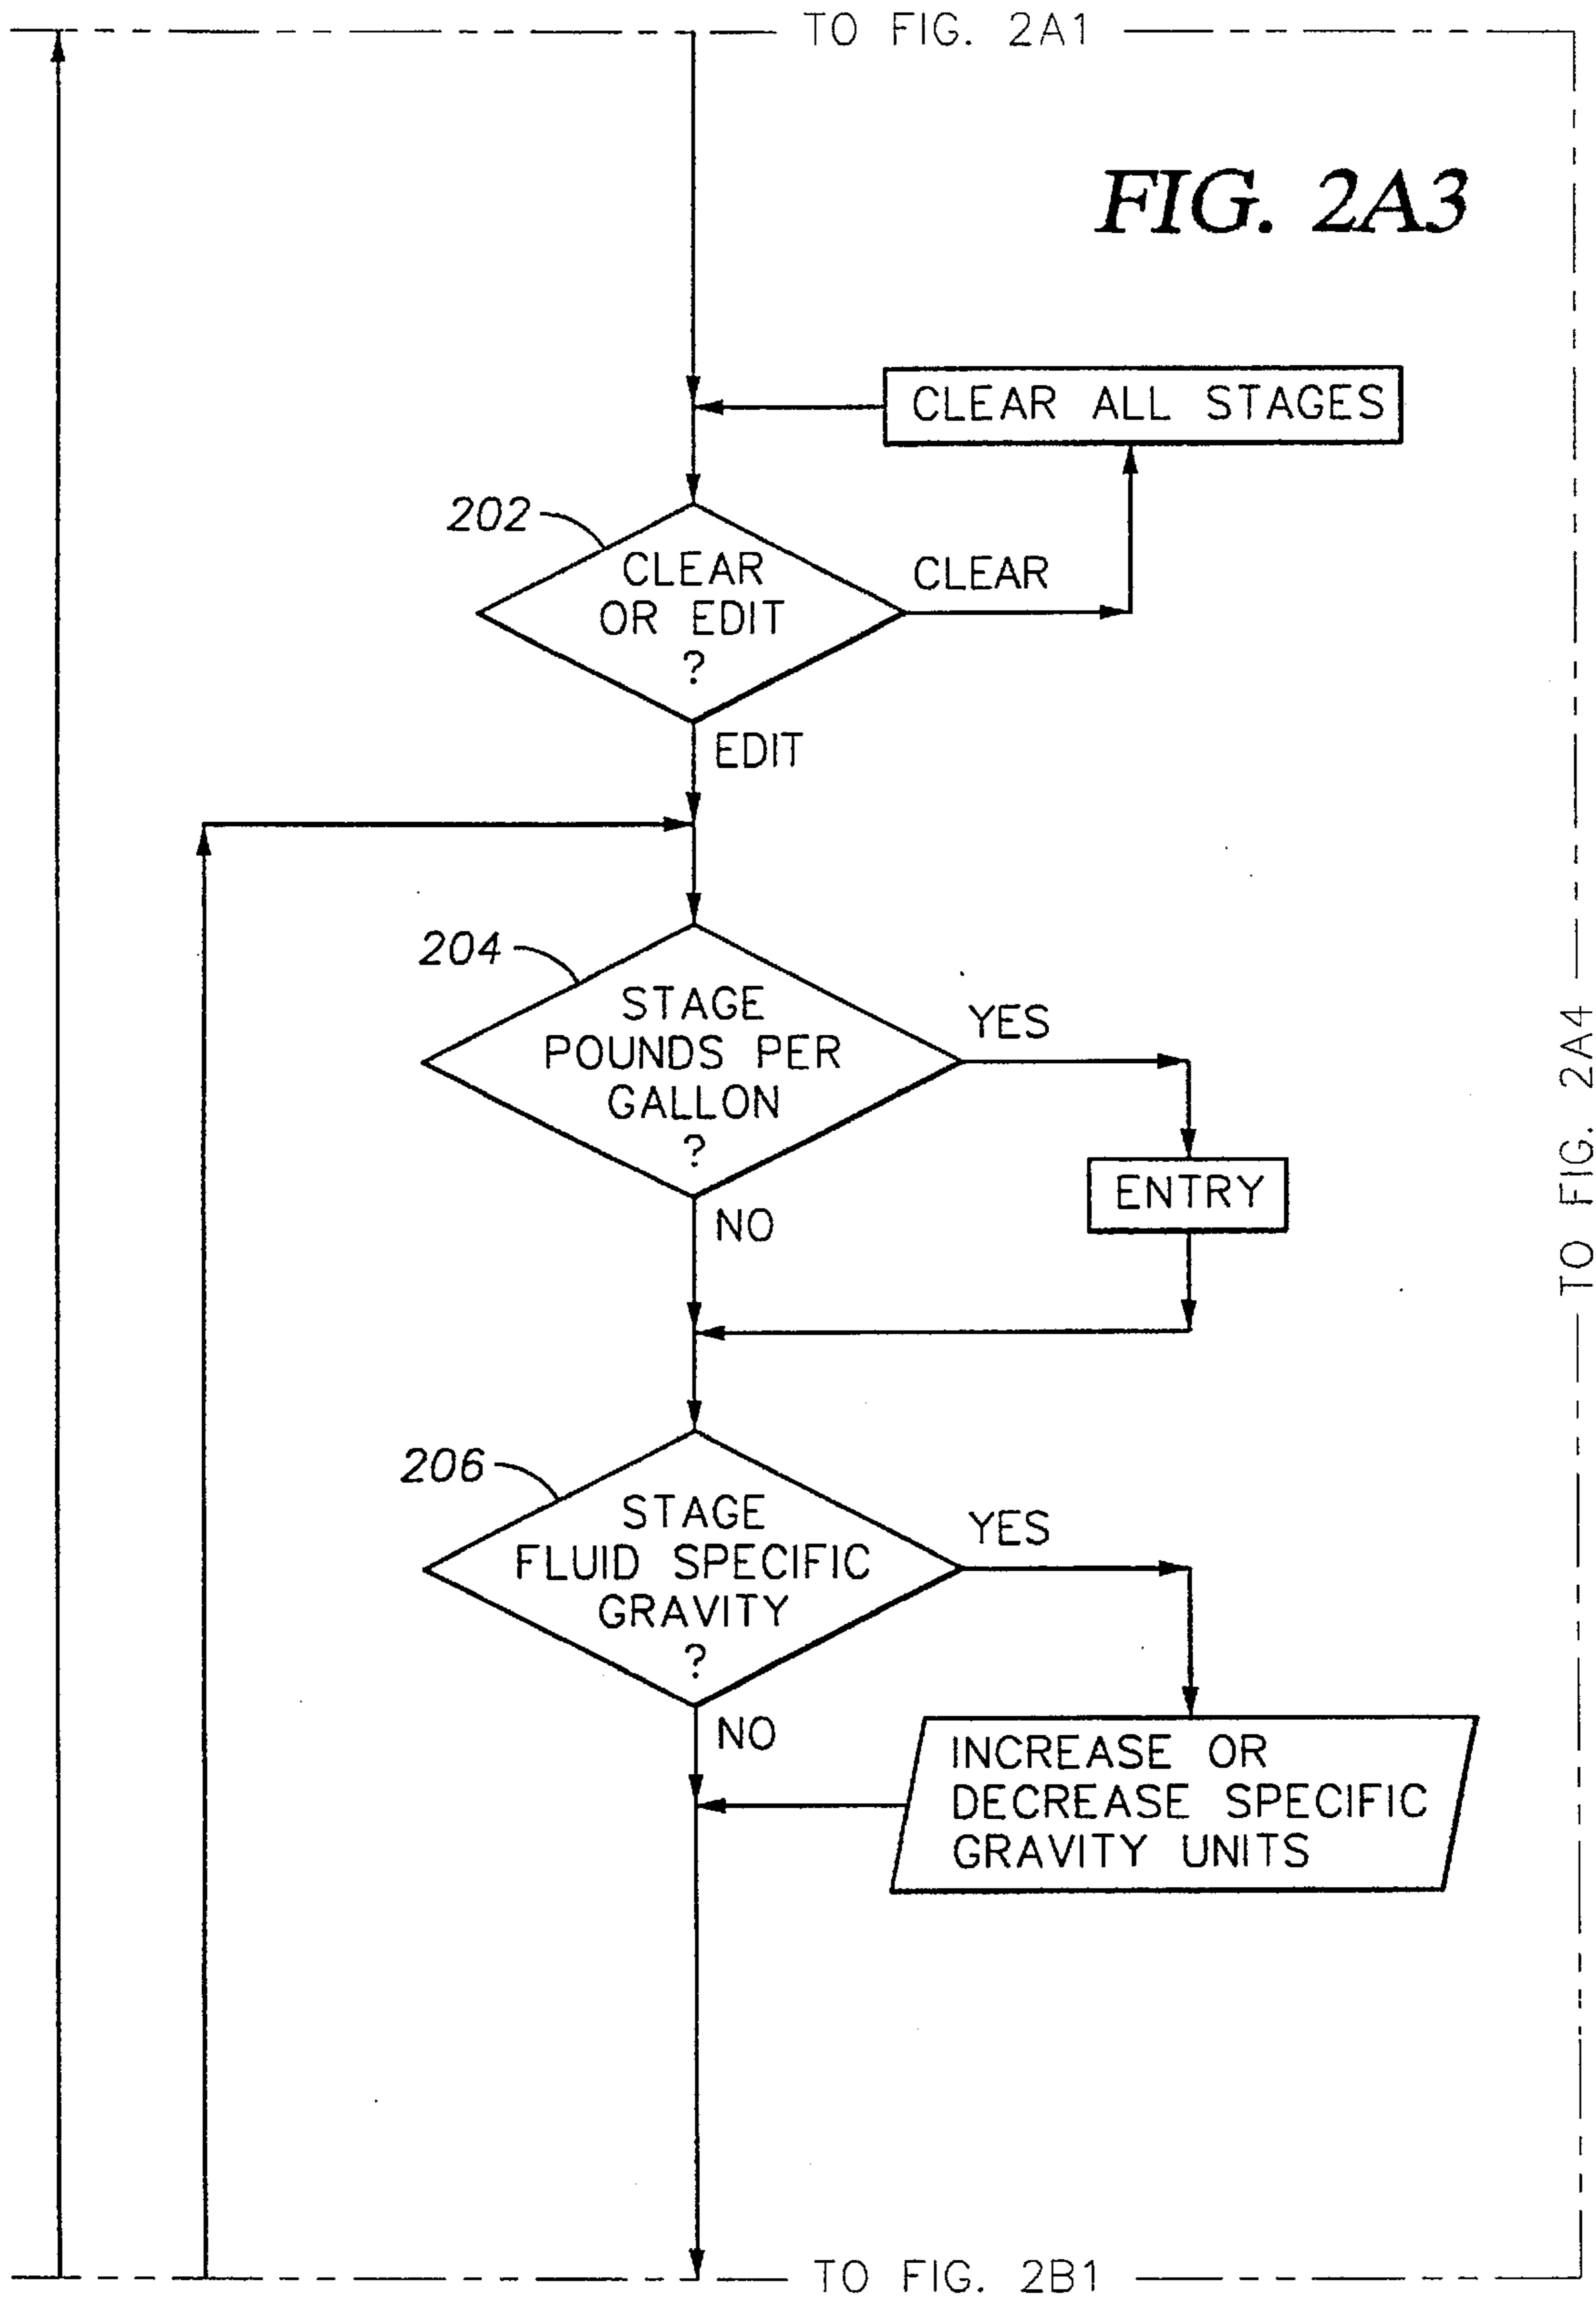 TO FIG. 2A1
FIG. 2A3
CLEAR ALL STAGES
202
CLEAR
OR EDIT
?
CLEAR
EDIT
204
STAGE
POUNDS PER
GALLON
?
YES
ENTRY
NO
TO FIG. 2A4
206
STAGE
FLUID SPECIFIC
GRAVITY
?
YES
NO
INCREASE OR
DECREASE SPECIFIC
GRAVITY UNITS
TO FIG. 2B1